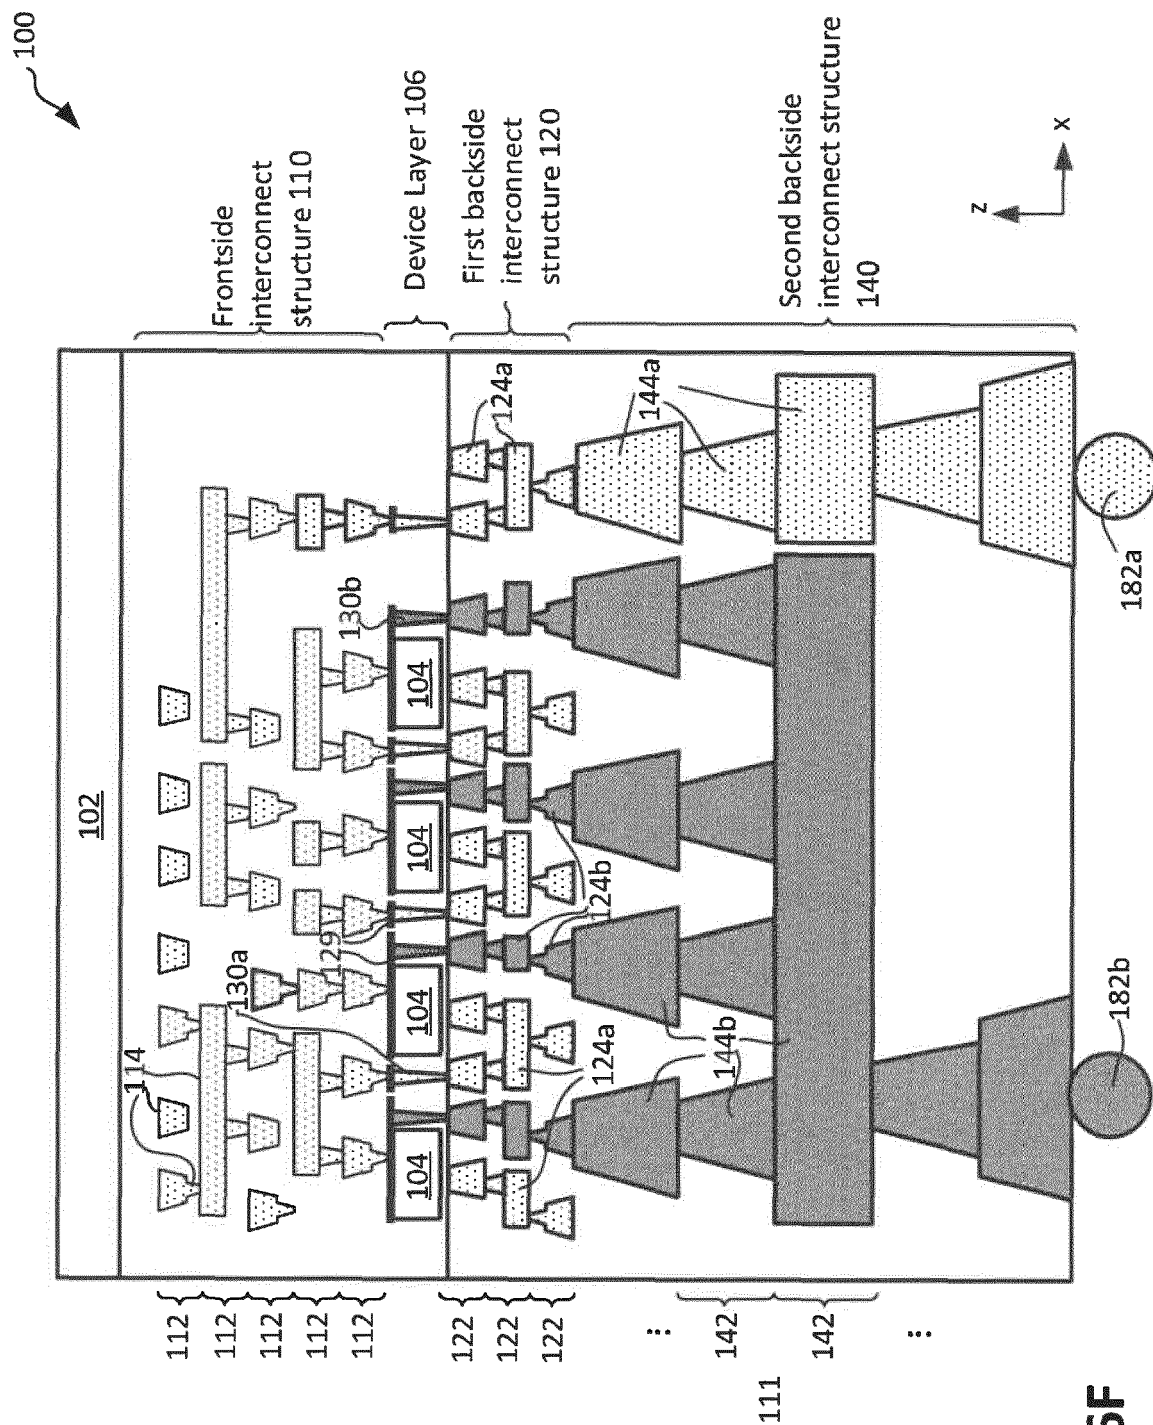 100
Frontside
interconnect
structure 110
Device Layer 106
First backside
interconnect
structure 120
Second backside
interconnect structure
140
z
x
102
114
130a
129
130b
104
104
104
104
124a
124a
124b
144a
144b
182a
182b
112
112
112
112
112
122
122
122
...
142
142
...
111
6F